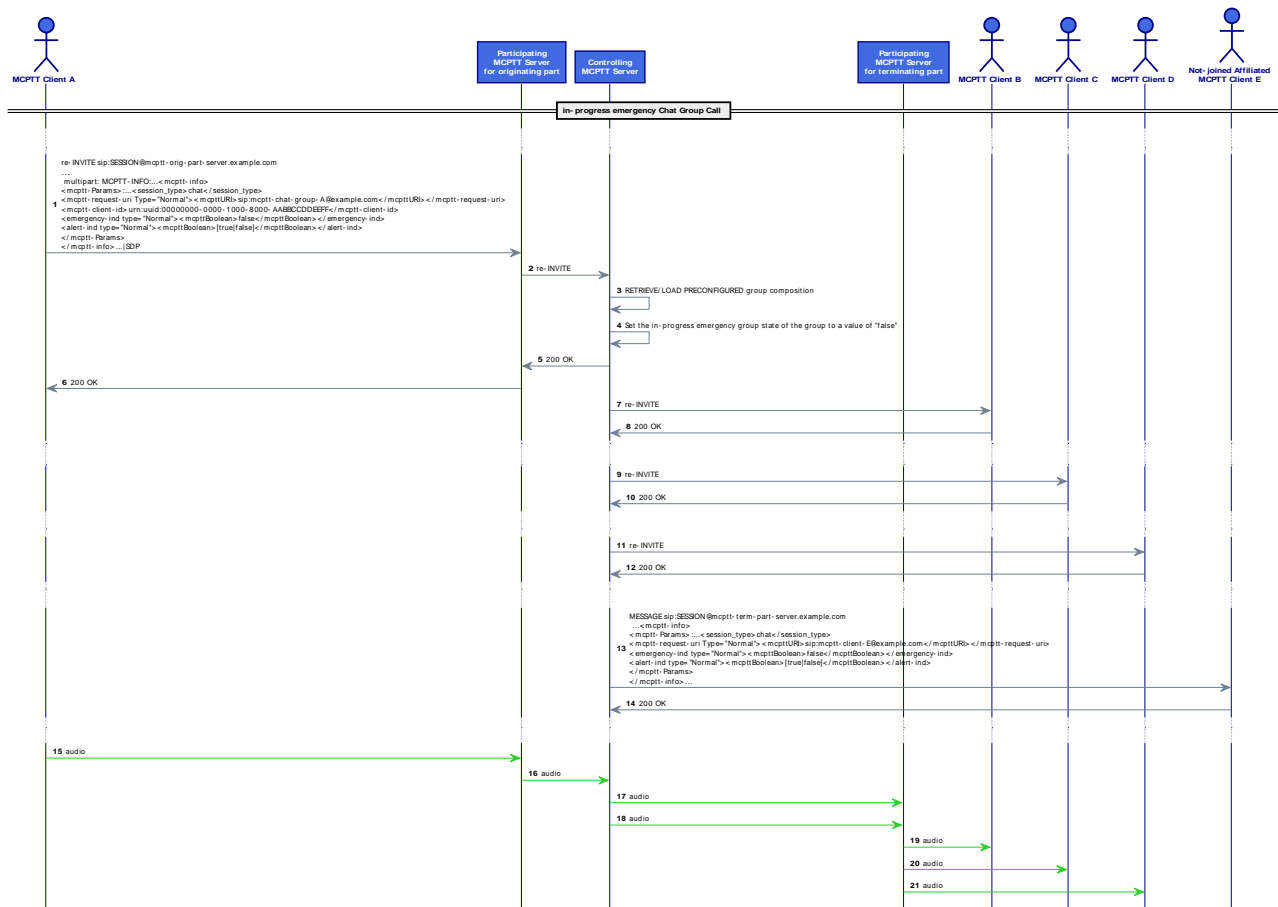 MCPTT Client A
Participating
MCPTT Server
for originating part
Controlling
MCPTT Server
Participating
MCPTT Server
for terminating part
MCPTT Client B
MCPTT Client C
MCPTT Client D
Not-joined Affiliated
MCPTT Client E
in-progress emergency Chat Group Call
re-INVITE sip:SESSION@mcptt-orig-part-server.example.com
...
multipart: MCPTT-INFO:...<mcptt-info>
<mcptt-Params>:...<session_type>chat</session_type>
1 <mcptt-request-uri Type="Normal"><mcpttURI>sip:mcptt-chat-group-A@example.com</mcpttURI></mcptt-request-uri>
<mcptt-client-id>urn:uuid:00000000-0000-1000-8000-AABBCCDDEEFF</mcptt-client-id>
<emergency-ind type="Normal"><mcpttBoolean>false</mcpttBoolean></emergency-ind>
<alert-ind type="Normal"><mcpttBoolean>[true|false]</mcpttBoolean></alert-ind>
</mcptt-Params>
</mcptt-info>...|SDP
2 re-INVITE
3 RETRIEVE/LOAD PRECONFIGURED group composition
4 Set the in-progress emergency group state of the group to a value of "false"
5 200 OK
6 200 OK
7 re-INVITE
8 200 OK
9 re-INVITE
10 200 OK
11 re-INVITE
12 200 OK
MESSAGE sip:SESSION@mcptt-term-part-server.example.com
...<mcptt-info>
<mcptt-Params>:...<session_type>chat</session_type>
13 <mcptt-request-uri Type="Normal"><mcpttURI>sip:mcptt-client-E@example.com</mcpttURI></mcptt-request-uri>
<emergency-ind type="Normal"><mcpttBoolean>false</mcpttBoolean></emergency-ind>
<alert-ind type="Normal"><mcpttBoolean>[true|false]</mcpttBoolean></alert-ind>
</mcptt-Params>
</mcptt-info>...
14 200 OK
15 audio
16 audio
17 audio
18 audio
19 audio
20 audio
21 audio